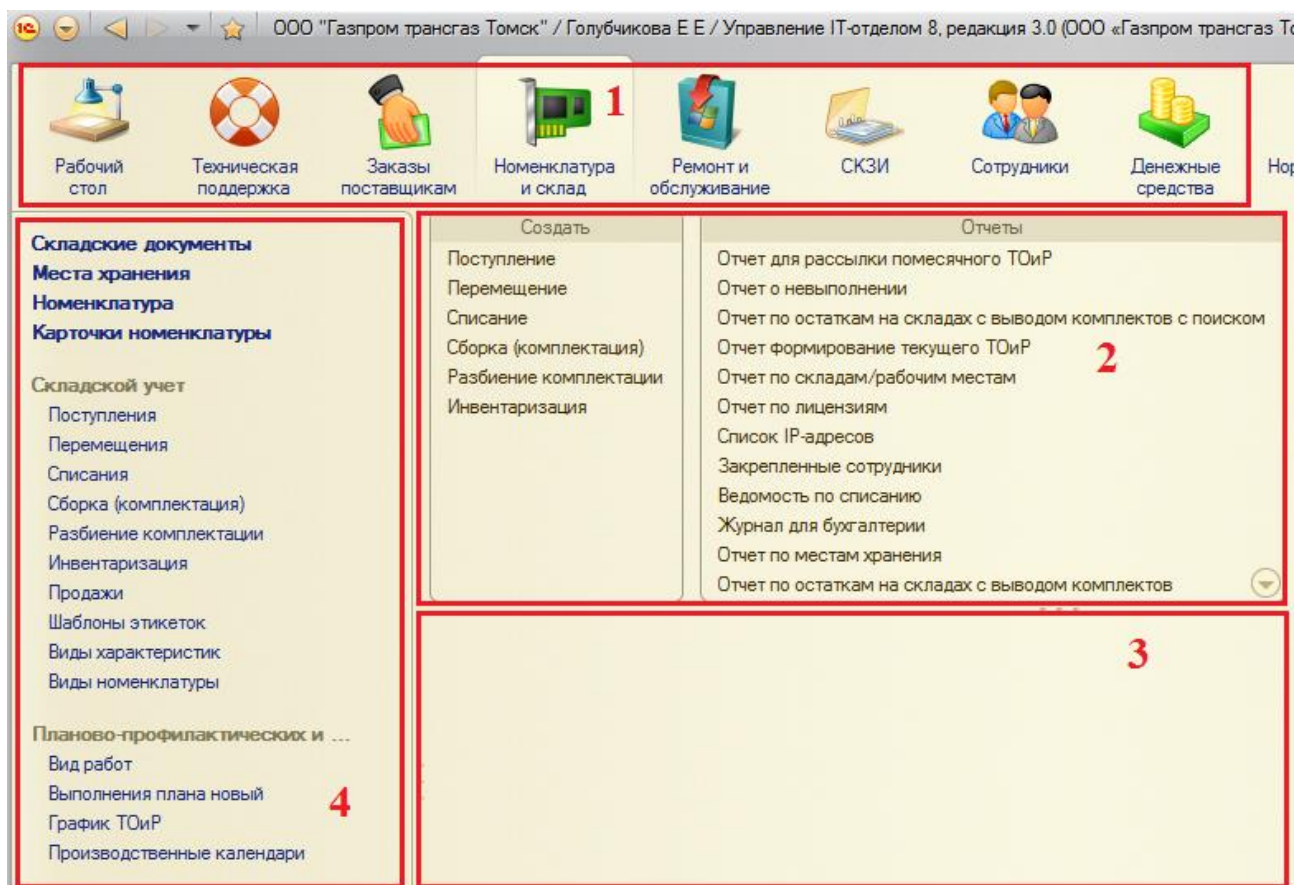 ООО "Газпром трансгаз Томск" / Голубчикова Е Е / Управление IT-отделом 8, редакция 3.0 (ООО «Газпром трансгаз То
1
Рабочий
стол
Техническая
поддержка
Заказы
поставщикам
Номенклатура
и склад
Ремонт и
обслуживание
СКЗИ
Сотрудники
Денежные
средства
Нор
Складские документы
Места хранения
Номенклатура
Карточки номенклатуры
Складской учет
Поступления
Перемещения
Списания
Сборка (комплектация)
Разбиение комплектации
Инвентаризация
Продажи
Шаблоны этикеток
Виды характеристик
Виды номенклатуры
Планово-профилактических и ...
Вид работ
Выполнения плана новый
График ТОиР
Производственные календари
4
Создать
Поступление
Перемещение
Списание
Сборка (комплектация)
Разбиение комплектации
Инвентаризация
Отчеты
Отчет для рассылки помесячного ТОиР
Отчет о невыполнении
Отчет по остаткам на складах с выводом комплектов с поиском
Отчет формирование текущего ТОиР
Отчет по складам/рабочим местам
Отчет по лицензиям
Список IP-адресов
Закрепленные сотрудники
Ведомость по списанию
Журнал для бухгалтерии
Отчет по местам хранения
Отчет по остаткам на складах с выводом комплектов
2
3